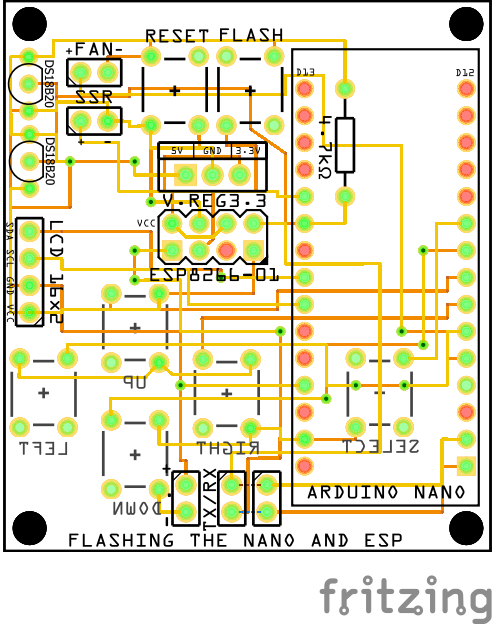 RESET FLASH
+FAN-
DS18B20
D13
D12
SSR
+ -
4.7KΩ
5V GND 3.3V
DS18B20
V.REG3.3
VCC
SDA SCL GND VCC
LCD 16x2
ESP8266-01
UP
LEFT
RIGHT
SELECT
+
-
TX/RX
DOWN
ARDUINO NANO
FLASHING THE NANO AND ESP
fritzing